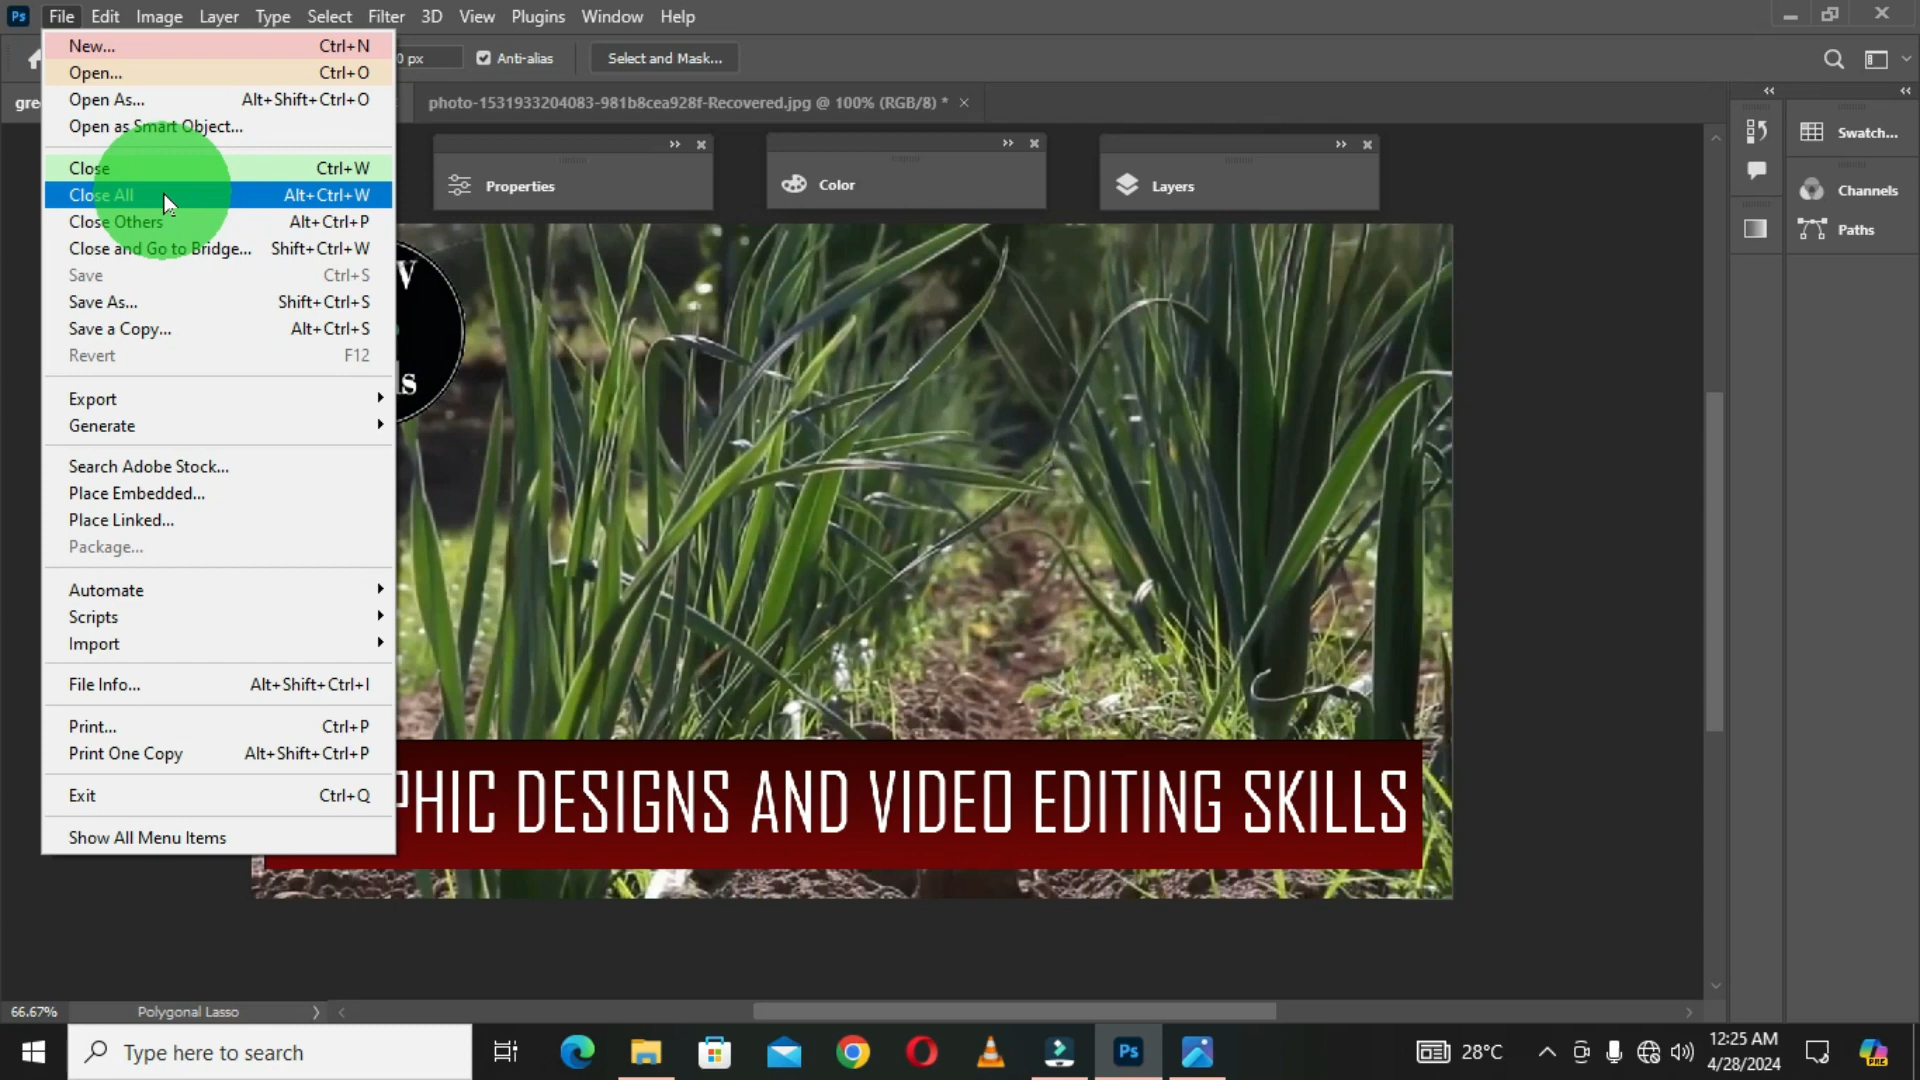 Ps File Edit Image Layer Type Select Filter 3D View Plugins Window Help
0 px Anti-alias Select and Mask...
gre photo-1531933204083-981b8cea928f-Recovered.jpg @ 100% (RGB/8) * ×
New... Ctrl+N
Open... Ctrl+O
Open As... Alt+Shift+Ctrl+O
Open as Smart Object...
Close Ctrl+W
Close All Alt+Ctrl+W
Close Others Alt+Ctrl+P
Close and Go to Bridge... Shift+Ctrl+W
Save Ctrl+S
Save As... Shift+Ctrl+S
Save a Copy... Alt+Ctrl+S
Revert F12
Export
Generate
Search Adobe Stock...
Place Embedded...
Place Linked...
Package...
Automate
Scripts
Import
File Info... Alt+Shift+Ctrl+I
Print... Ctrl+P
Print One Copy Alt+Shift+Ctrl+P
Exit Ctrl+Q
Show All Menu Items
Properties
Color
Layers
Swatch...
Channels
Paths
PHIC DESIGNS AND VIDEO EDITING SKILLS
66.67% Polygonal Lasso
Type here to search
Ps
28°C
12:25 AM
4/28/2024
PRE